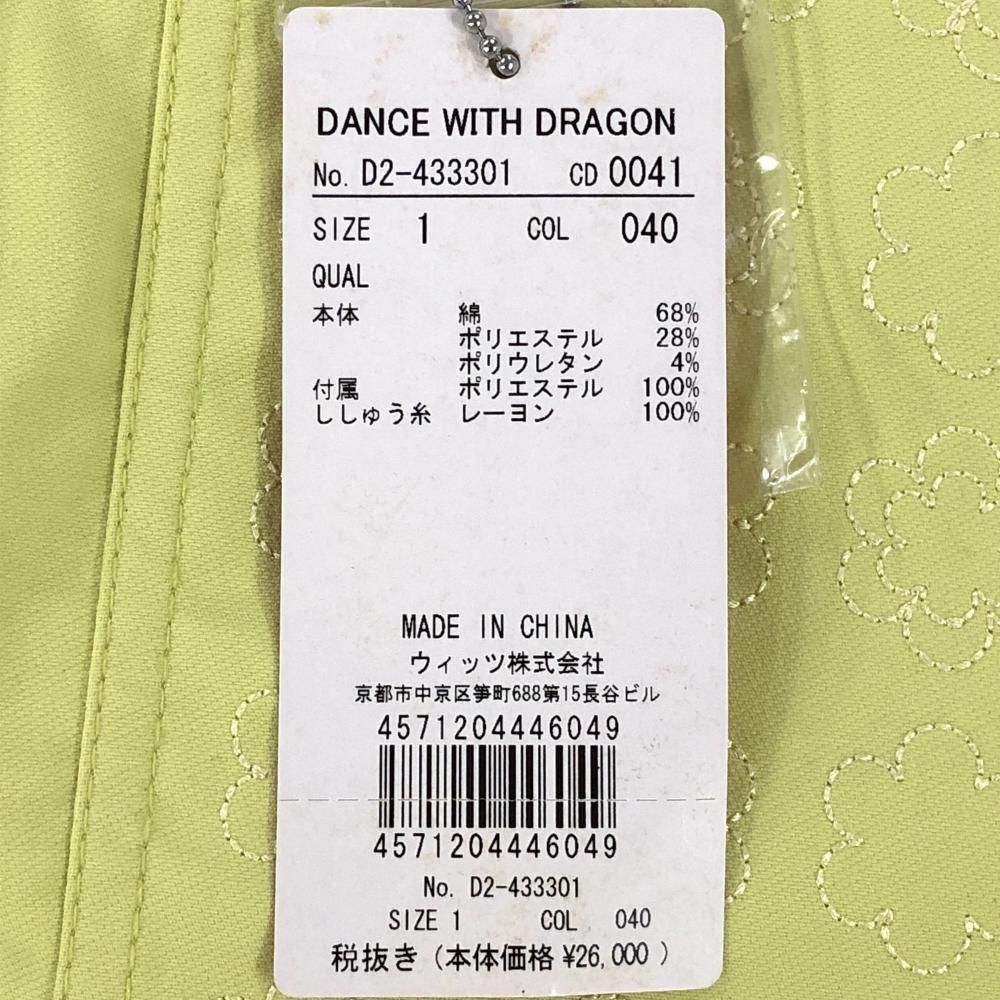 DANCE WITH DRAGON
No. D2-433301 CD 0041
SIZE 1 COL 040
QUAL
本体 綿 68%
ポリエステル 28%
ポリウレタン 4%
付属 ポリエステル 100%
ししゅう糸 レーヨン 100%
MADE IN CHINA
ウィッツ株式会社
京都市中京区笋町688第15長谷ビル
4571204446049
4571204446049
No. D2-433301
SIZE 1 COL 040
税抜き (本体価格 ¥26,000 )